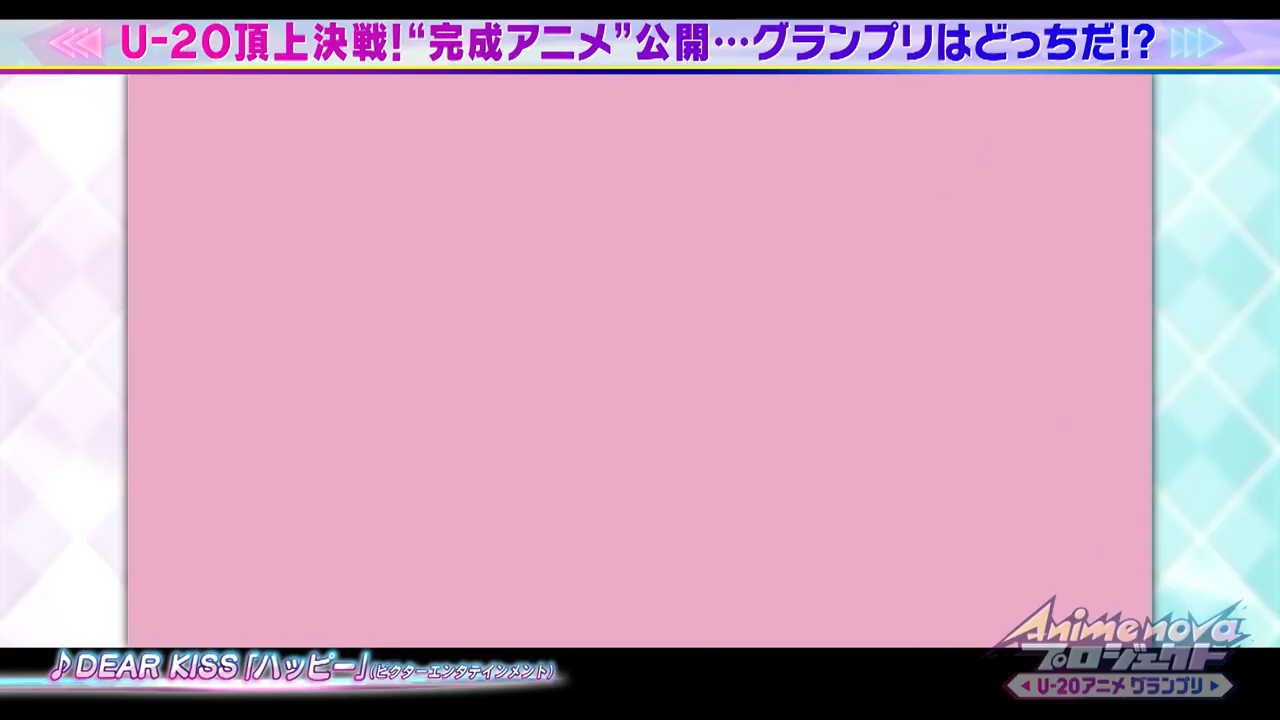 U-20頂上決戦!“完成アニメ”公開…グランプリはどっちだ!?
♪DEAR KISS「ハッピー」(ビクターエンタテインメント)
Animenova
プロジェクト
U-20アニメ グランプリ